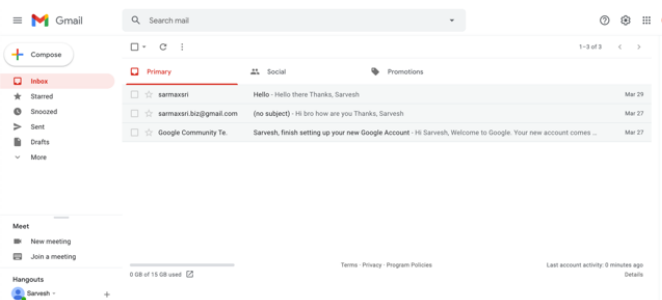 Gmail
Search mail
Compose
1–3 of 3
Primary
Social
Promotions
Inbox
sarmaxsri Hello - Hello there Thanks, Sarvesh Mar 29
Starred
Snoozed
sarmaxsri.biz@gmail.com (no subject) - Hi bro how are you Thanks, Sarvesh Mar 27
Sent
Google Community Te. Sarvesh, finish setting up your new Google Account - Hi Sarvesh, Welcome to Google. Your new account comes ... Mar 27
Drafts
More
Meet
New meeting
Join a meeting
0 GB of 15 GB used
Terms · Privacy · Program Policies
Last account activity: 0 minutes ago
Details
Hangouts
Sarvesh